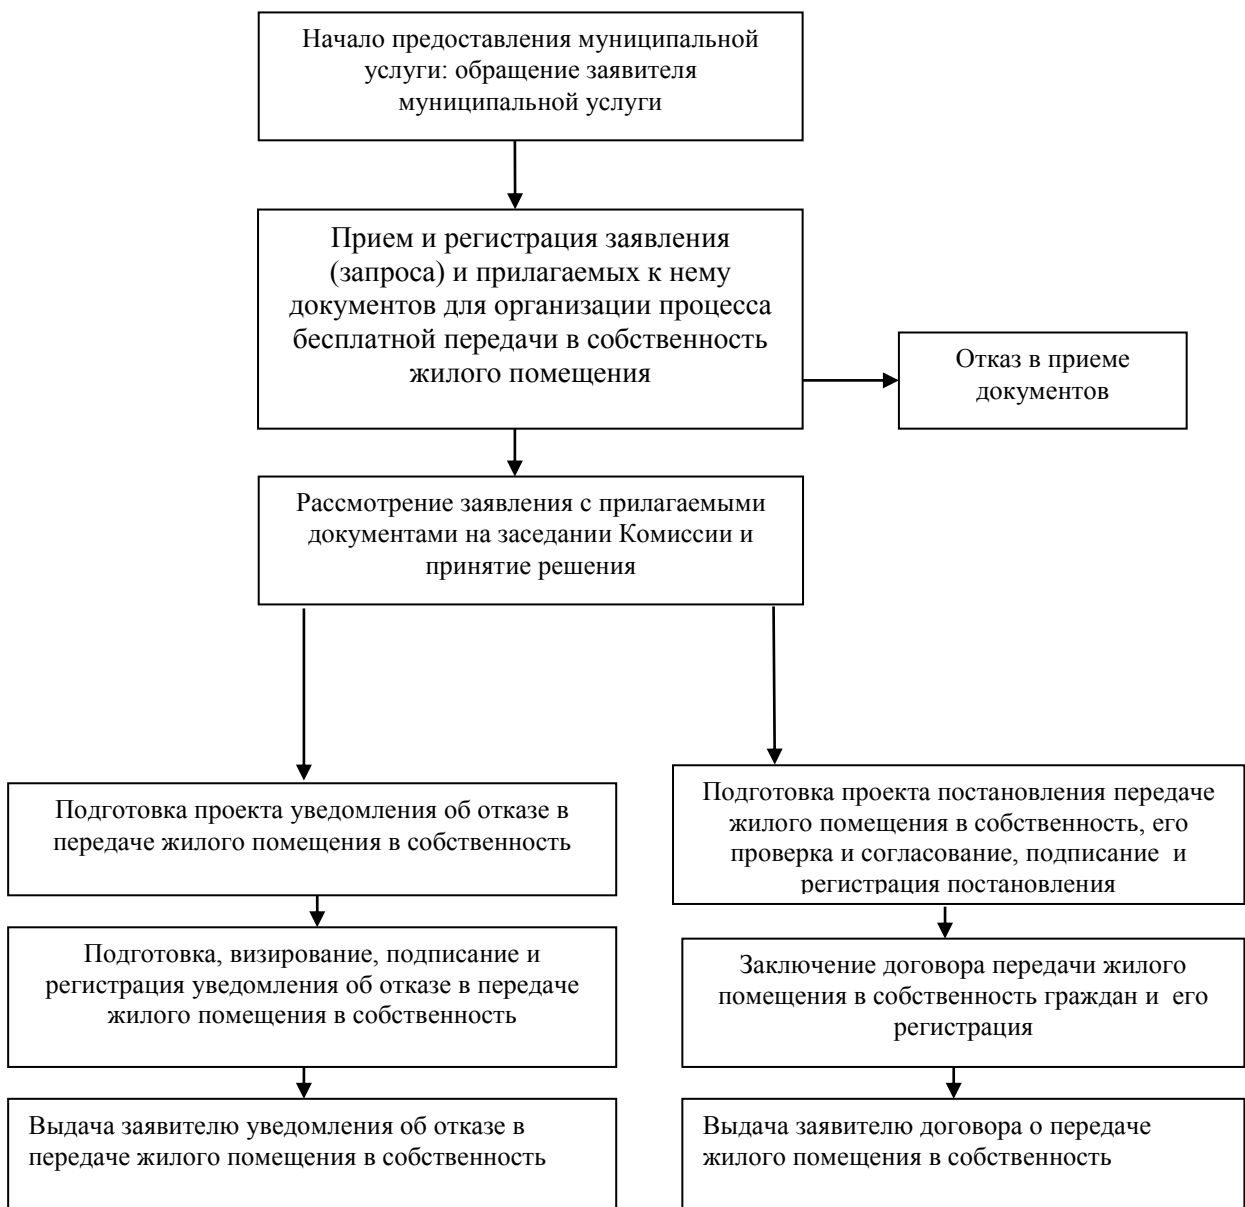 Начало предоставления муниципальной
услуги: обращение заявителя
муниципальной услуги
Прием и регистрация заявления
(запроса) и прилагаемых к нему
документов для организации процесса
бесплатной передачи в собственность
жилого помещения
Отказ в приеме
документов
Рассмотрение заявления с прилагаемыми
документами на заседании Комиссии и
принятие решения
Подготовка проекта уведомления об отказе в
передаче жилого помещения в собственность
Подготовка проекта постановления передаче
жилого помещения в собственность, его
проверка и согласование, подписание и
регистрация постановления
Подготовка, визирование, подписание и
регистрация уведомления об отказе в передаче
жилого помещения в собственность
Заключение договора передачи жилого
помещения в собственность граждан и его
регистрация
Выдача заявителю уведомления об отказе в
передаче жилого помещения в собственность
Выдача заявителю договора о передаче
жилого помещения в собственность